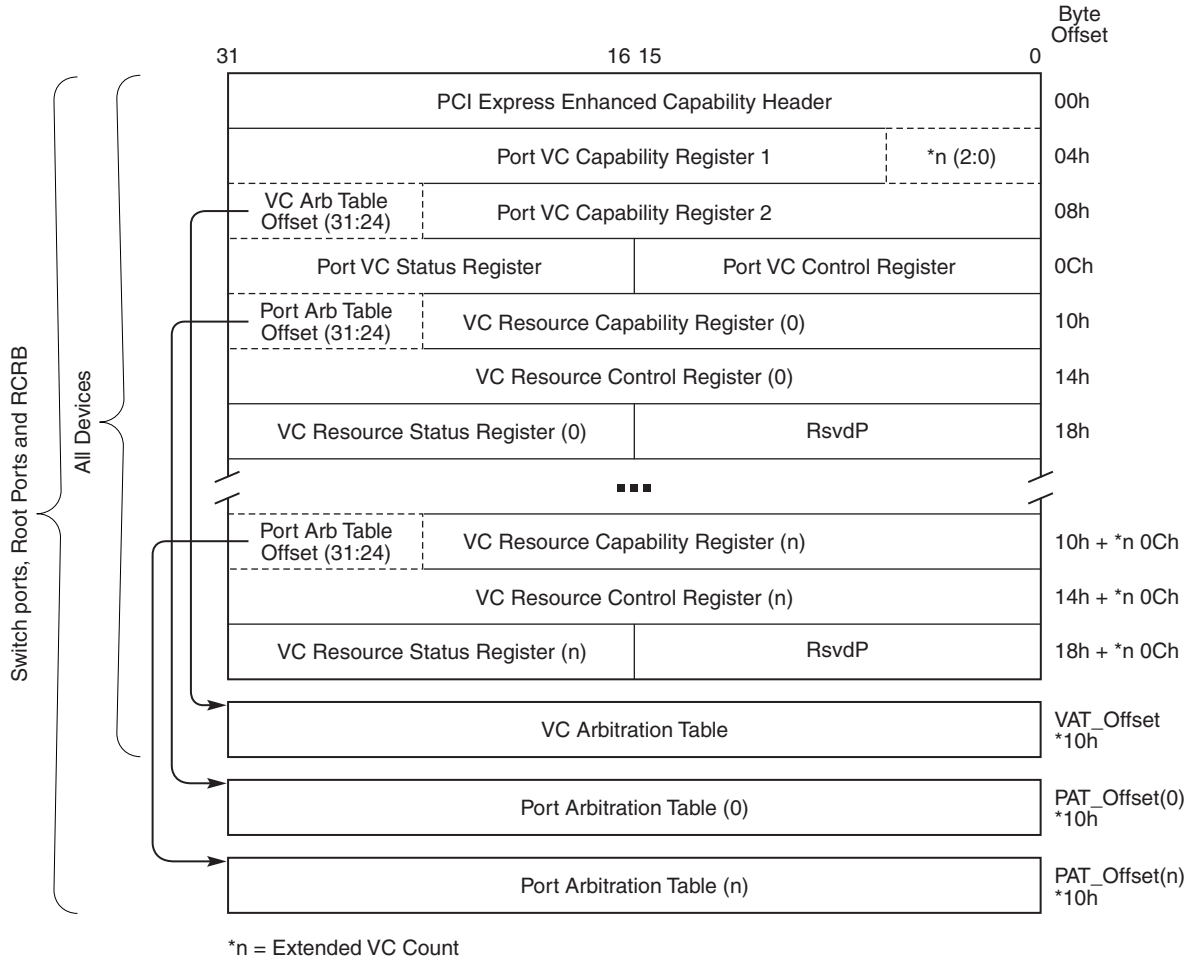 Byte
Offset
31 16 15 0
PCI Express Enhanced Capability Header 00h
Port VC Capability Register 1 *n (2:0) 04h
VC Arb Table
Offset (31:24) Port VC Capability Register 2 08h
Port VC Status Register Port VC Control Register 0Ch
Port Arb Table
Offset (31:24) VC Resource Capability Register (0) 10h
VC Resource Control Register (0) 14h
VC Resource Status Register (0) RsvdP 18h
Port Arb Table
Offset (31:24) VC Resource Capability Register (n) 10h + *n 0Ch
VC Resource Control Register (n) 14h + *n 0Ch
VC Resource Status Register (n) RsvdP 18h + *n 0Ch
VC Arbitration Table VAT_Offset
*10h
Port Arbitration Table (0) PAT_Offset(0)
*10h
Port Arbitration Table (n) PAT_Offset(n)
*10h
Switch ports, Root Ports and RCRB
All Devices
*n = Extended VC Count